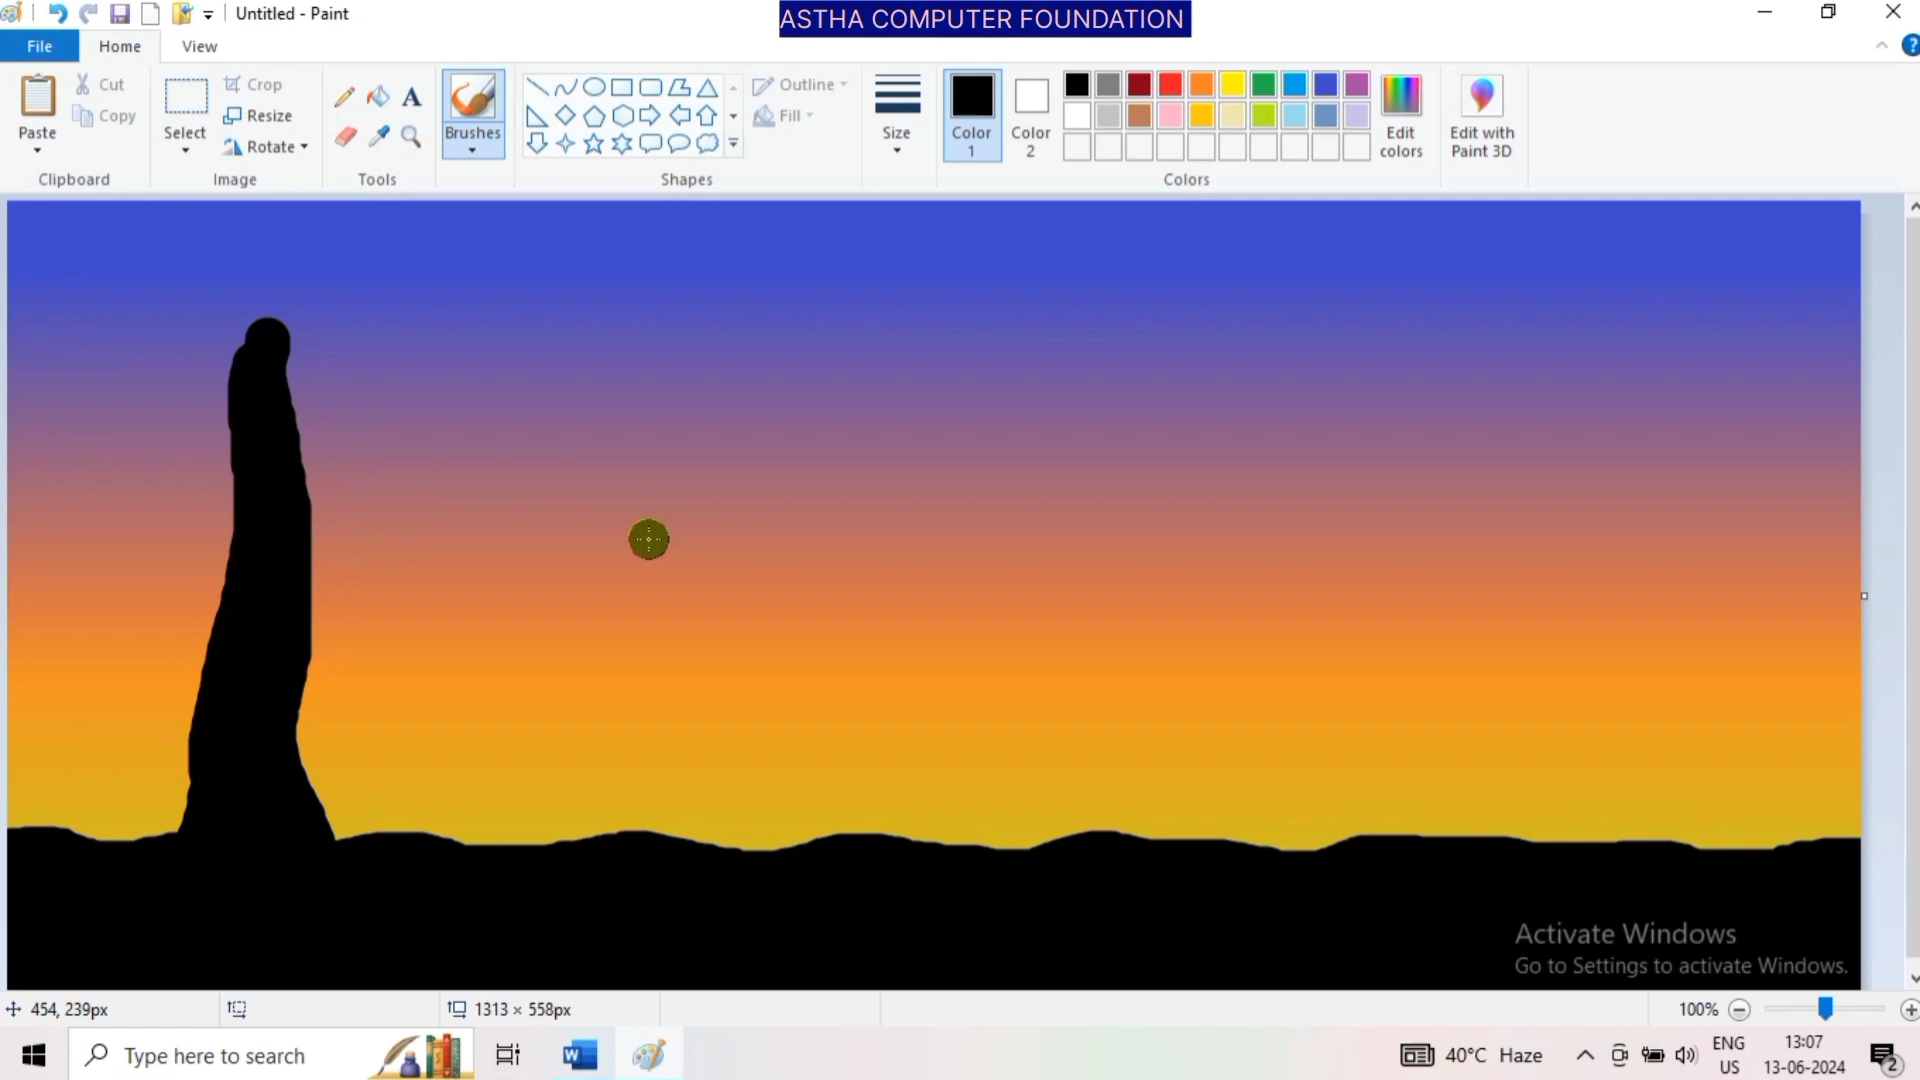 Untitled - Paint
ASTHA COMPUTER FOUNDATION
File
Home
View
Paste
Cut
Copy
Clipboard
Select
Crop
Resize
Rotate
Image
A
Tools
Brushes
Outline
Fill
Shapes
Size
Color 1
Color 2
Edit colors
Colors
Edit with Paint 3D
Activate Windows
Go to Settings to activate Windows.
454, 239px
1313 × 558px
100%
Type here to search
W
40°C Haze
ENG
US
13:07
13-06-2024
2